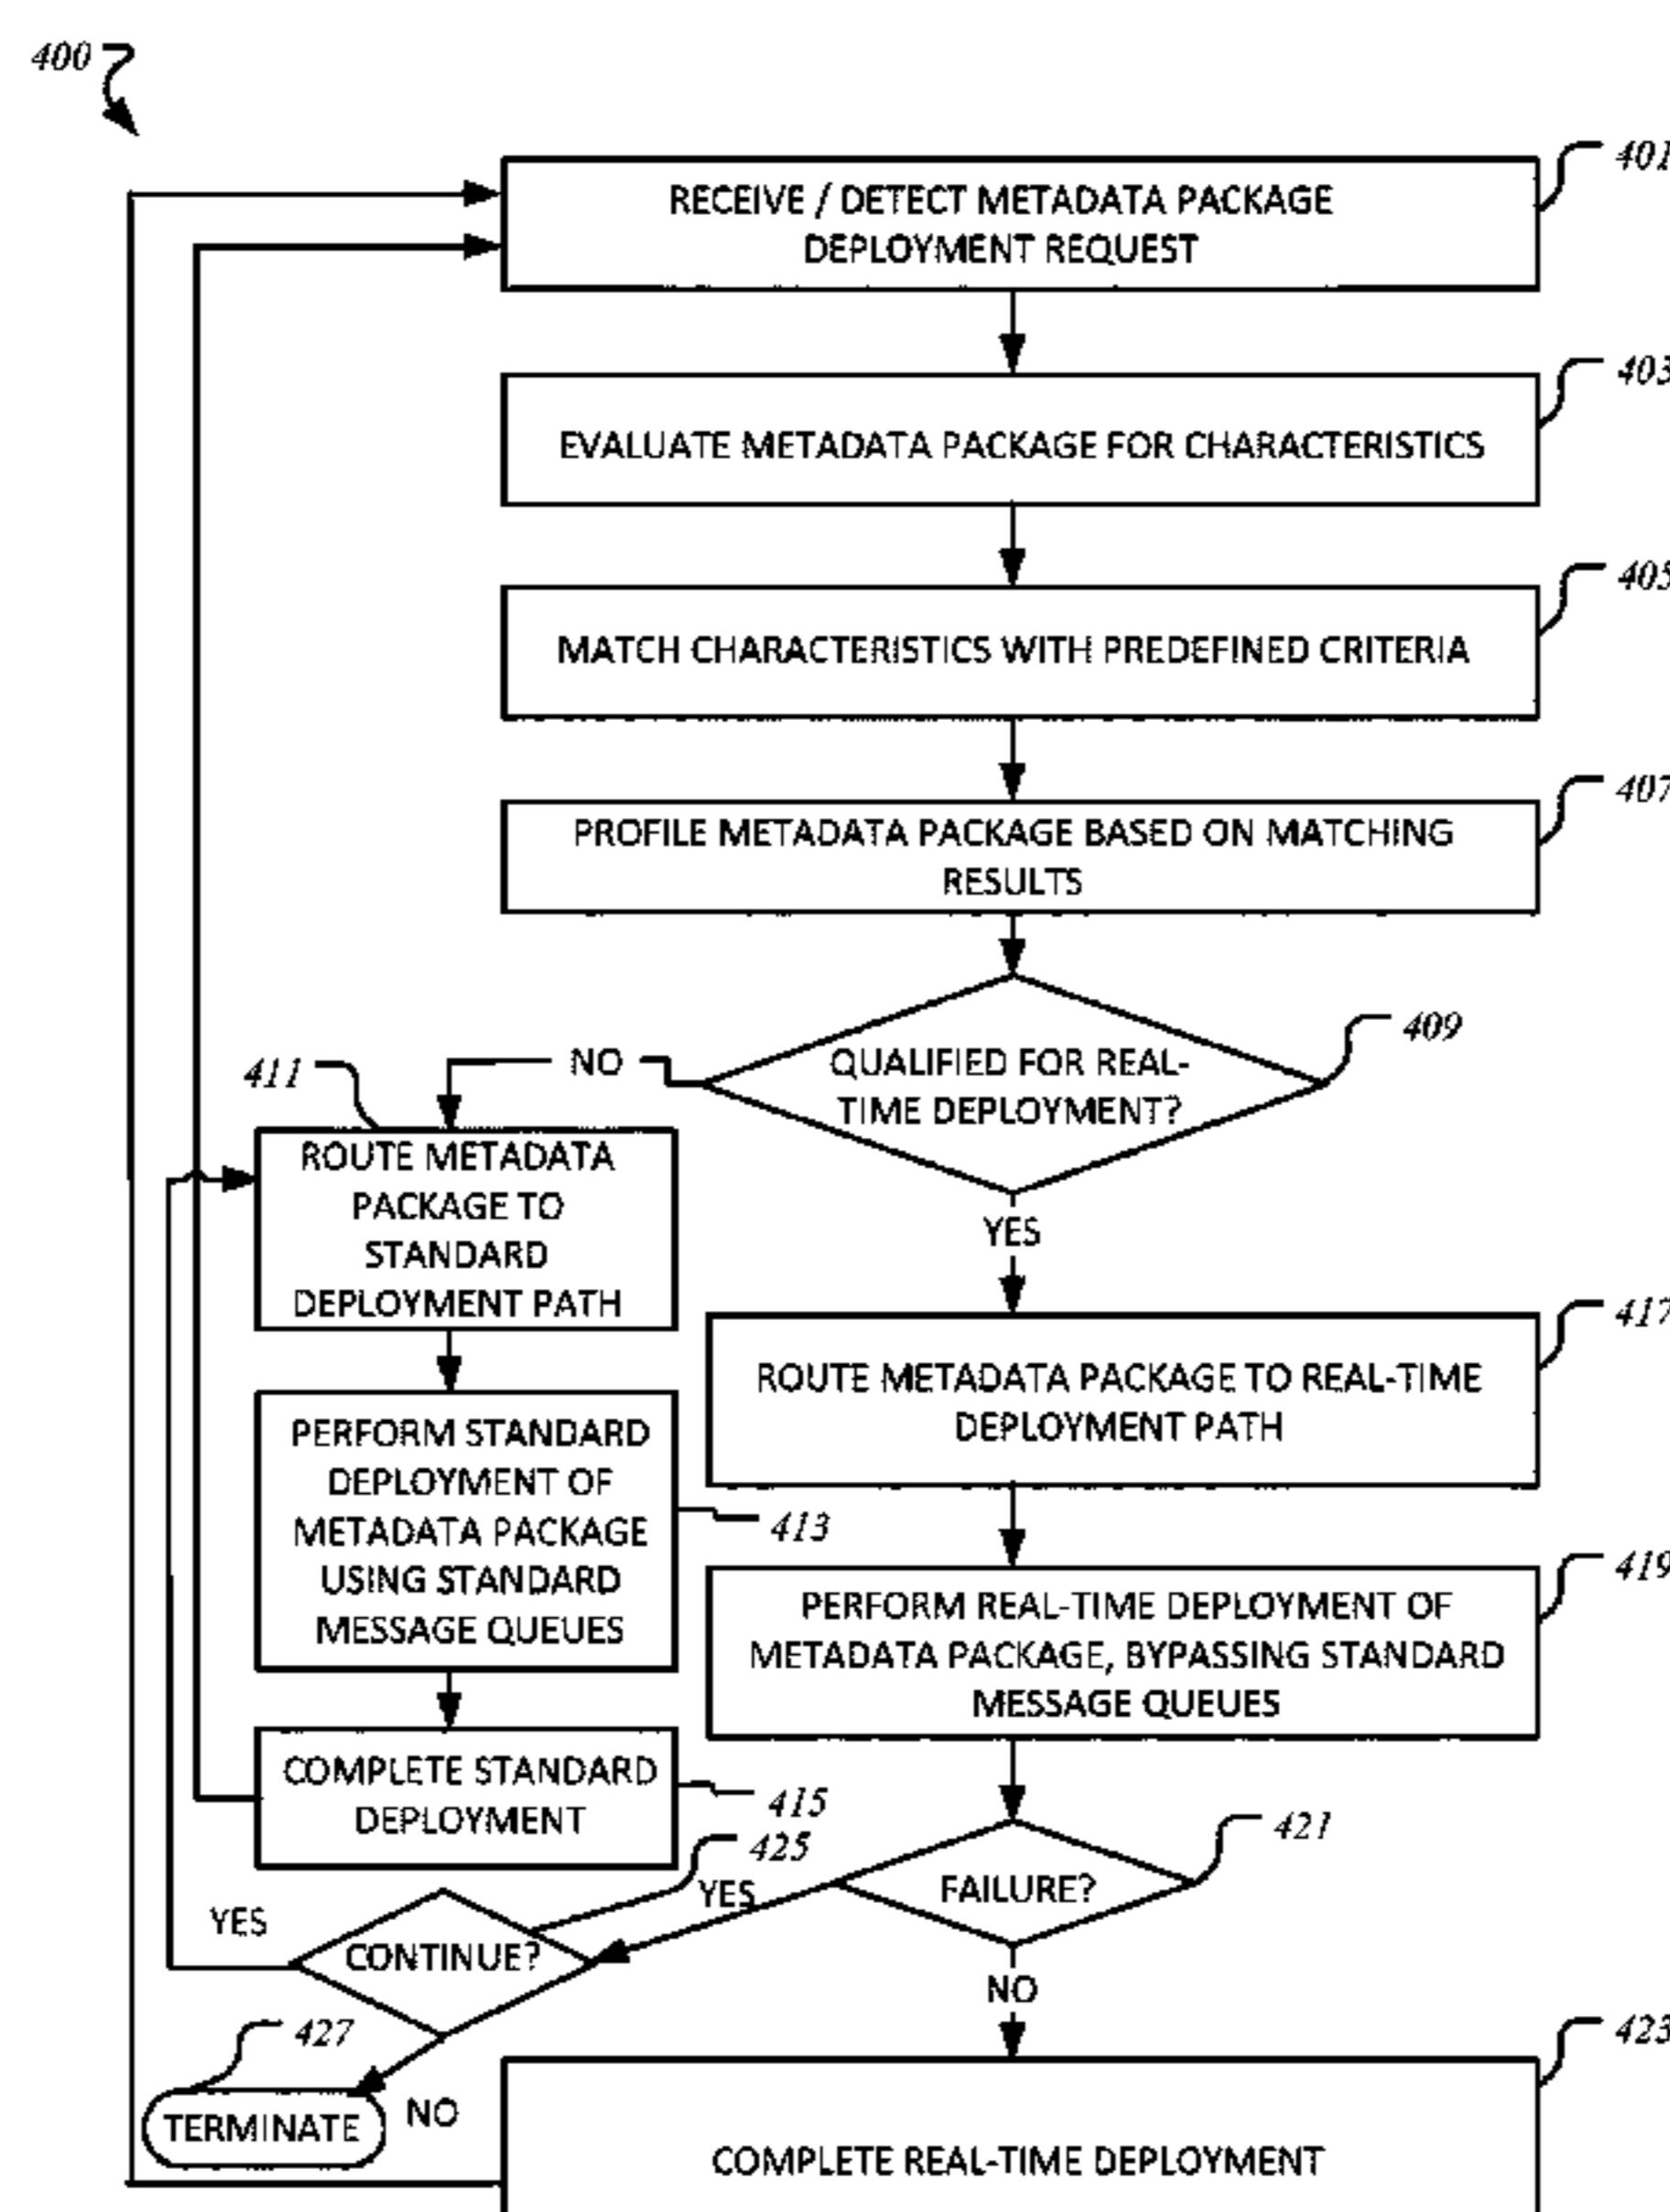 400
401
RECEIVE / DETECT METADATA PACKAGE
DEPLOYMENT REQUEST
403
EVALUATE METADATA PACKAGE FOR CHARACTERISTICS
405
MATCH CHARACTERISTICS WITH PREDEFINED CRITERIA
407
PROFILE METADATA PACKAGE BASED ON MATCHING
RESULTS
409
QUALIFIED FOR REAL-
TIME DEPLOYMENT?
NO
411
ROUTE METADATA
PACKAGE TO
STANDARD
DEPLOYMENT PATH
YES
417
ROUTE METADATA PACKAGE TO REAL-TIME
DEPLOYMENT PATH
PERFORM STANDARD
DEPLOYMENT OF
METADATA PACKAGE
USING STANDARD
MESSAGE QUEUES
413
419
PERFORM REAL-TIME DEPLOYMENT OF
METADATA PACKAGE, BYPASSING STANDARD
MESSAGE QUEUES
COMPLETE STANDARD
DEPLOYMENT
415
425
421
FAILURE?
YES
YES
CONTINUE?
NO
427
TERMINATE
NO
423
COMPLETE REAL-TIME DEPLOYMENT